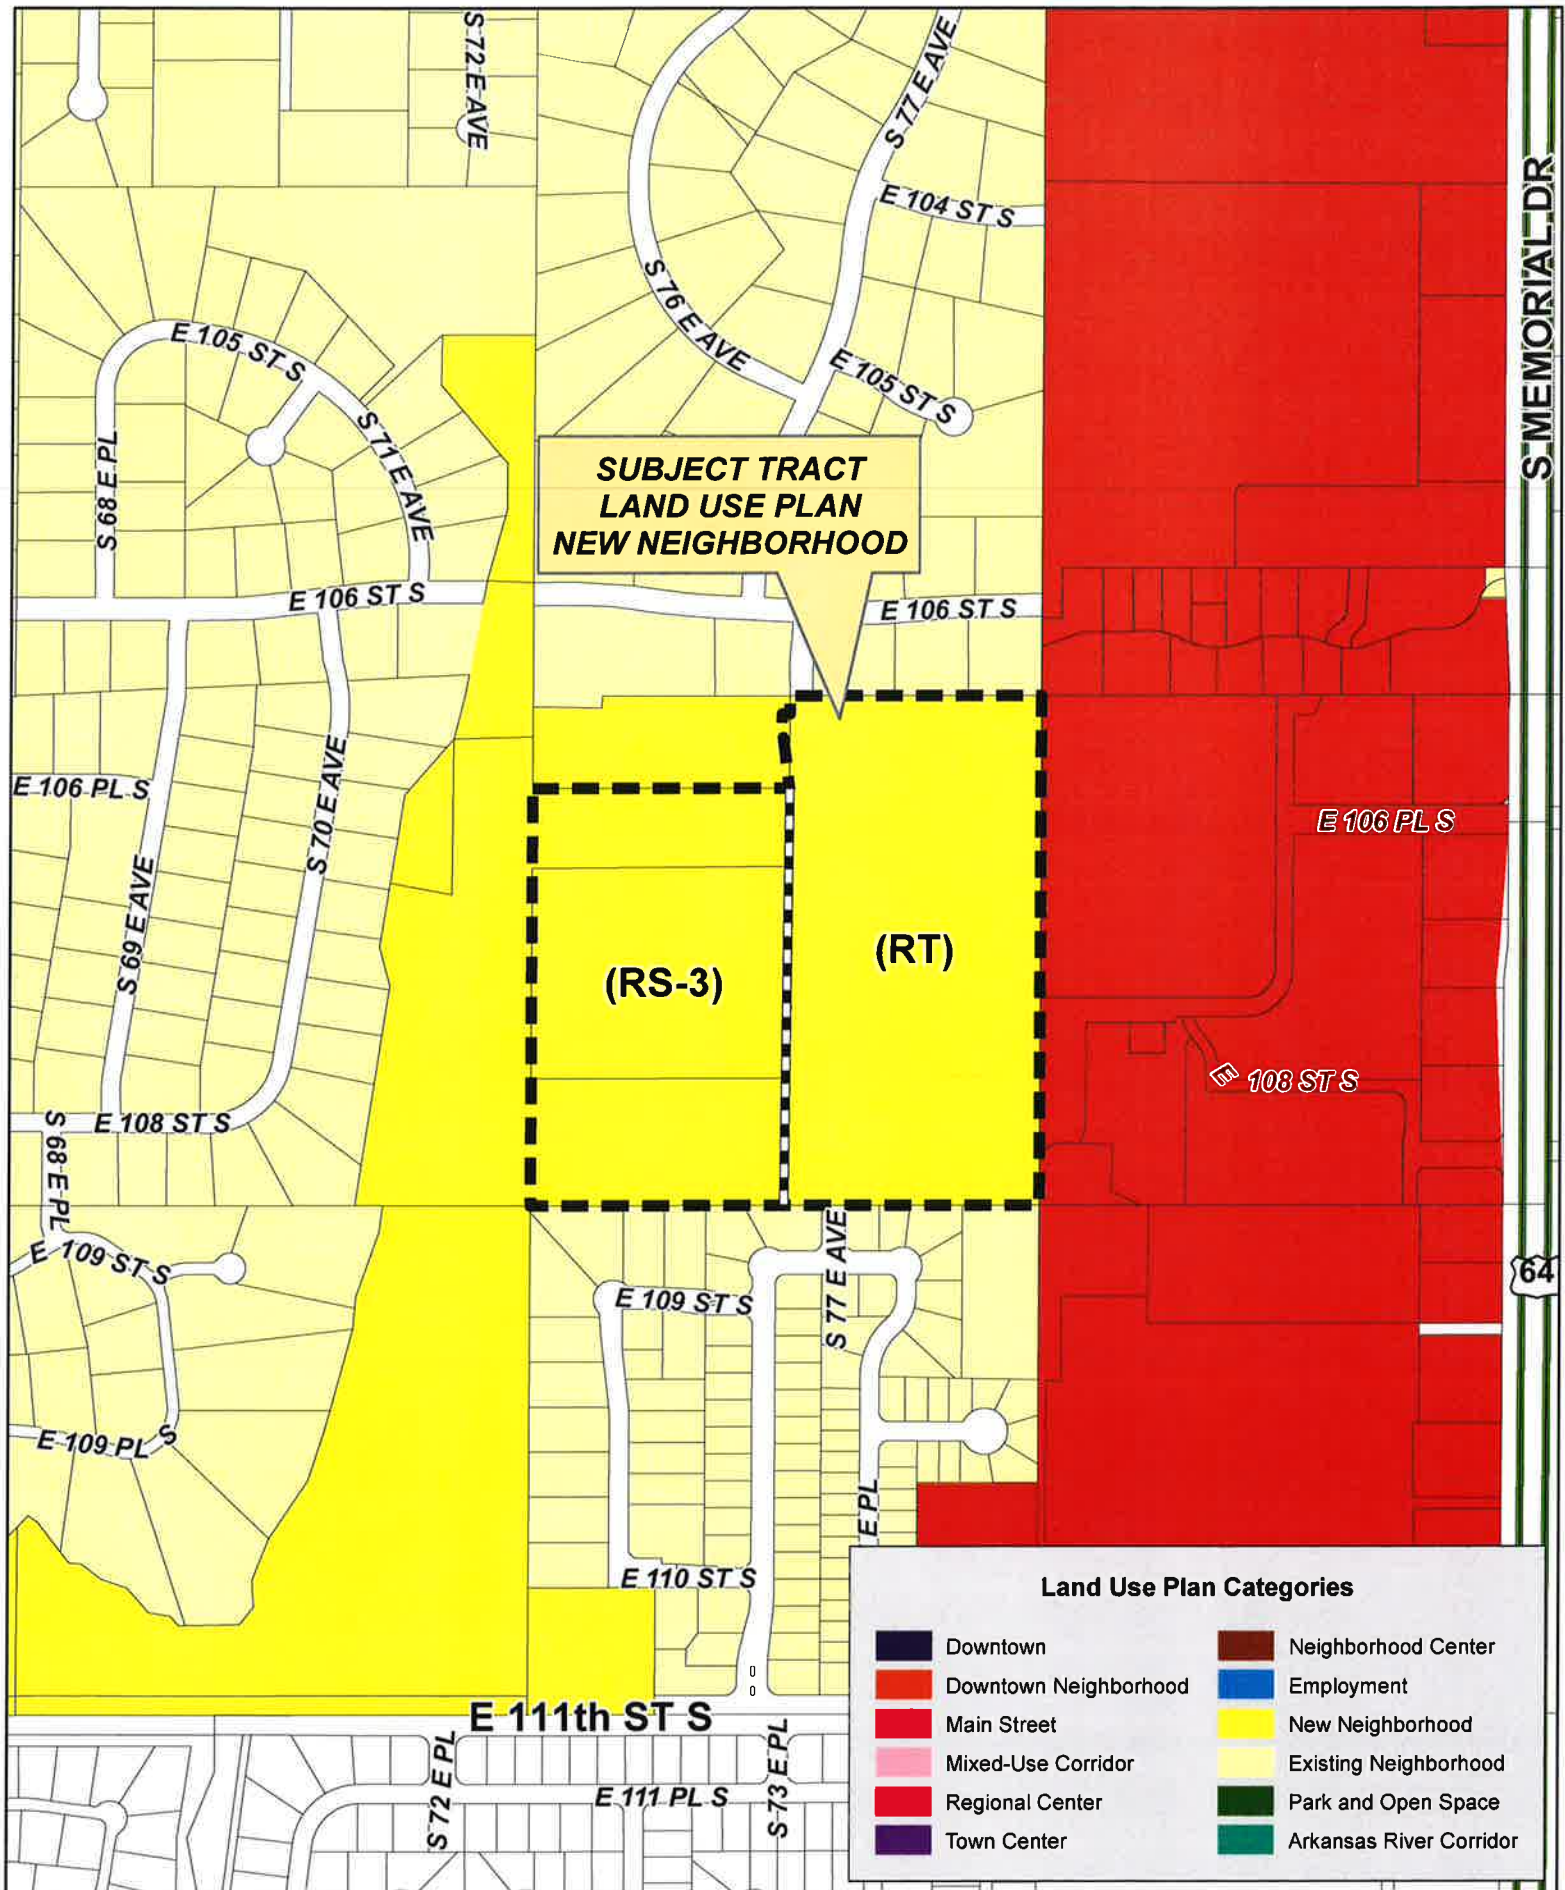 S 72 E AVE
S 77 E AVE
E 104 ST S
S MEMORIAL DR
S 76 E AVE
E 105 ST S
E 105 ST S
S 71 E AVE
S 68 E PL
SUBJECT TRACT
LAND USE PLAN
NEW NEIGHBORHOOD
E 106 ST S
E 106 ST S
E 106 PL S
S 70 E AVE
E 106 PL S
S 69 E AVE
(RS-3)
(RT)
E 108 ST S
E 108 ST S
S 68 E PL
E 109 ST S
S 77 E AVE
64
E 109 ST S
E 109 PL S
E PL
E 110 ST S
E 111th ST S
S 72 E PL
E 111 PL S
S 73 E PL
Land Use Plan Categories
Downtown
Downtown Neighborhood
Main Street
Mixed-Use Corridor
Regional Center
Town Center
Neighborhood Center
Employment
New Neighborhood
Existing Neighborhood
Park and Open Space
Arkansas River Corridor